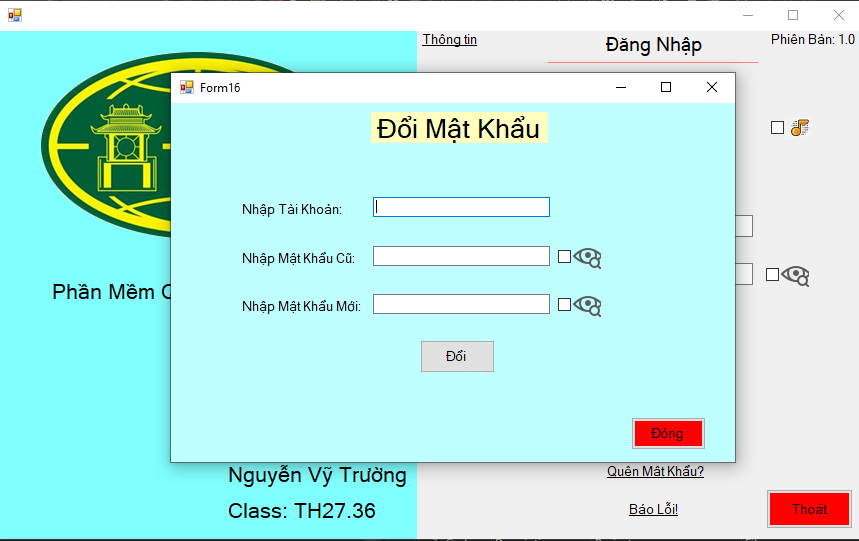 Thông tin
Đăng Nhập
Phiên Bản: 1.0
Form16
Đổi Mật Khẩu
Nhập Tài Khoản:
Nhập Mật Khẩu Cũ:
Nhập Mật Khẩu Mới:
Đổi
Đóng
Phần Mềm
Nguyễn Vỹ Trường
Class: TH27.36
Quên Mât Khẩu?
Báo Lỗi!
Thoát